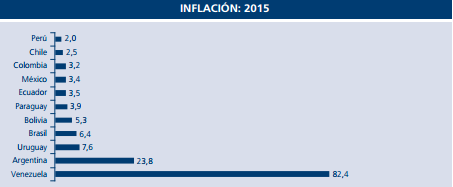 INFLACIÓN: 2015
Perú 2,0
Chile 2,5
Colombia 3,2
México 3,4
Ecuador 3,5
Paraguay 3,9
Bolivia 5,3
Brasil 6,4
Uruguay 7,6
Argentina 23,8
Venezuela 82,4